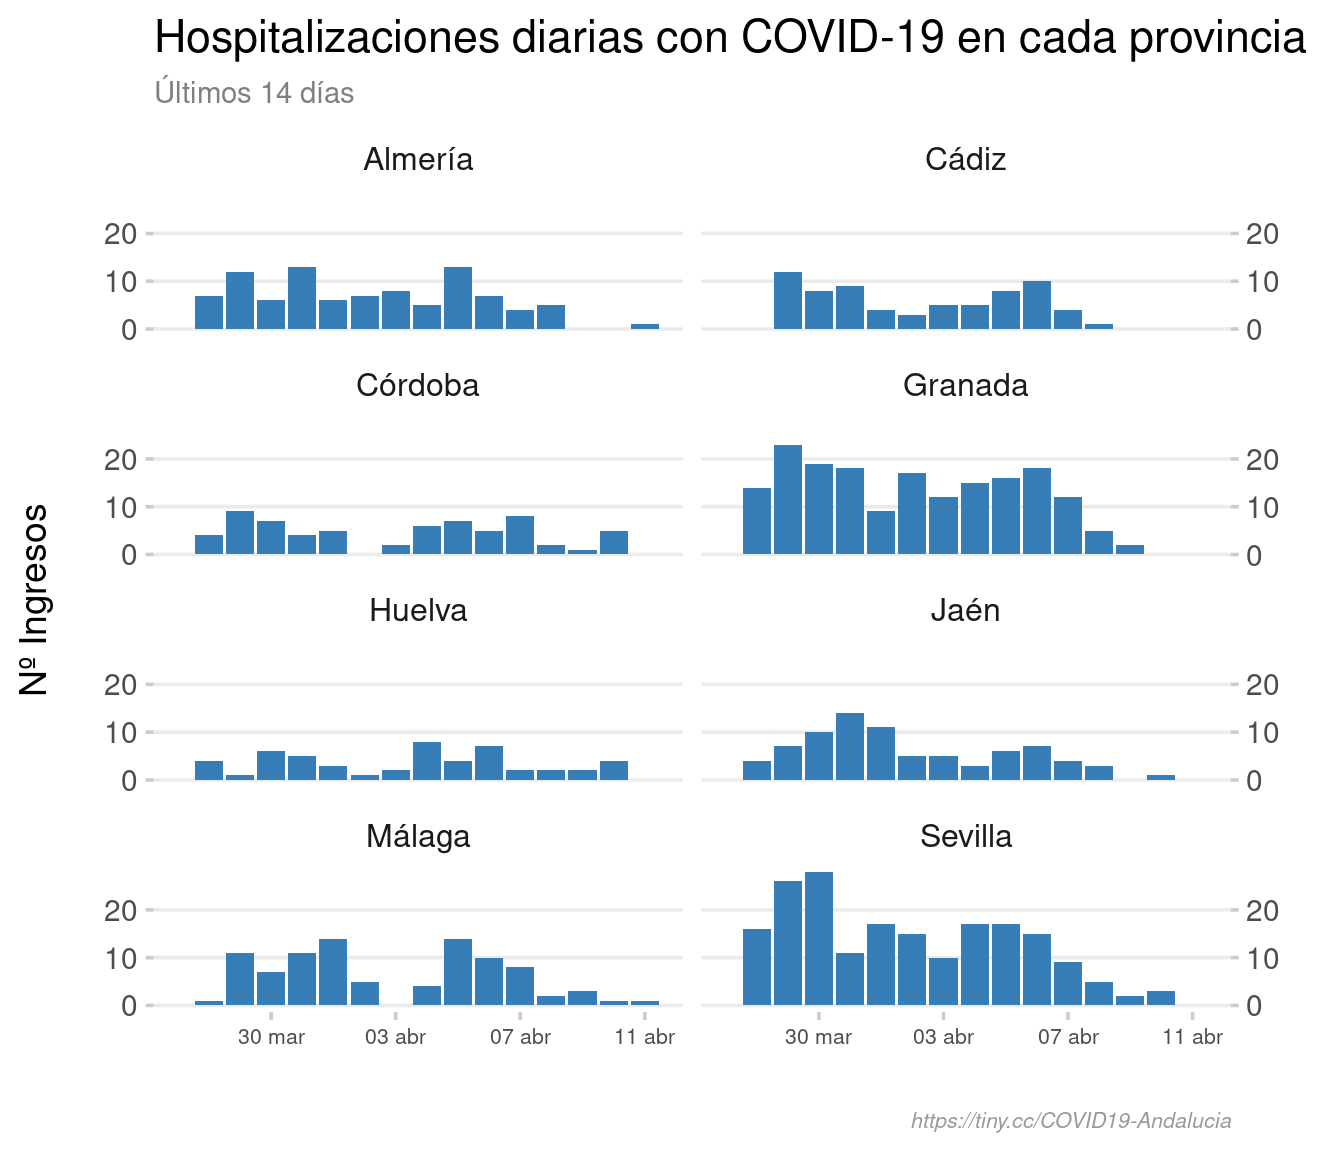 Hospitalizaciones diarias con COVID-19 en cada provincia
Últimos 14 días
Nº Ingresos
Almería
Cádiz
20
10
0
20
10
0
Córdoba
Granada
20
10
0
20
10
0
Huelva
Jaén
20
10
0
20
10
0
Málaga
Sevilla
20
10
0
20
10
0
30 mar 03 abr 07 abr 11 abr
30 mar 03 abr 07 abr 11 abr
https://tiny.cc/COVID19-Andalucia